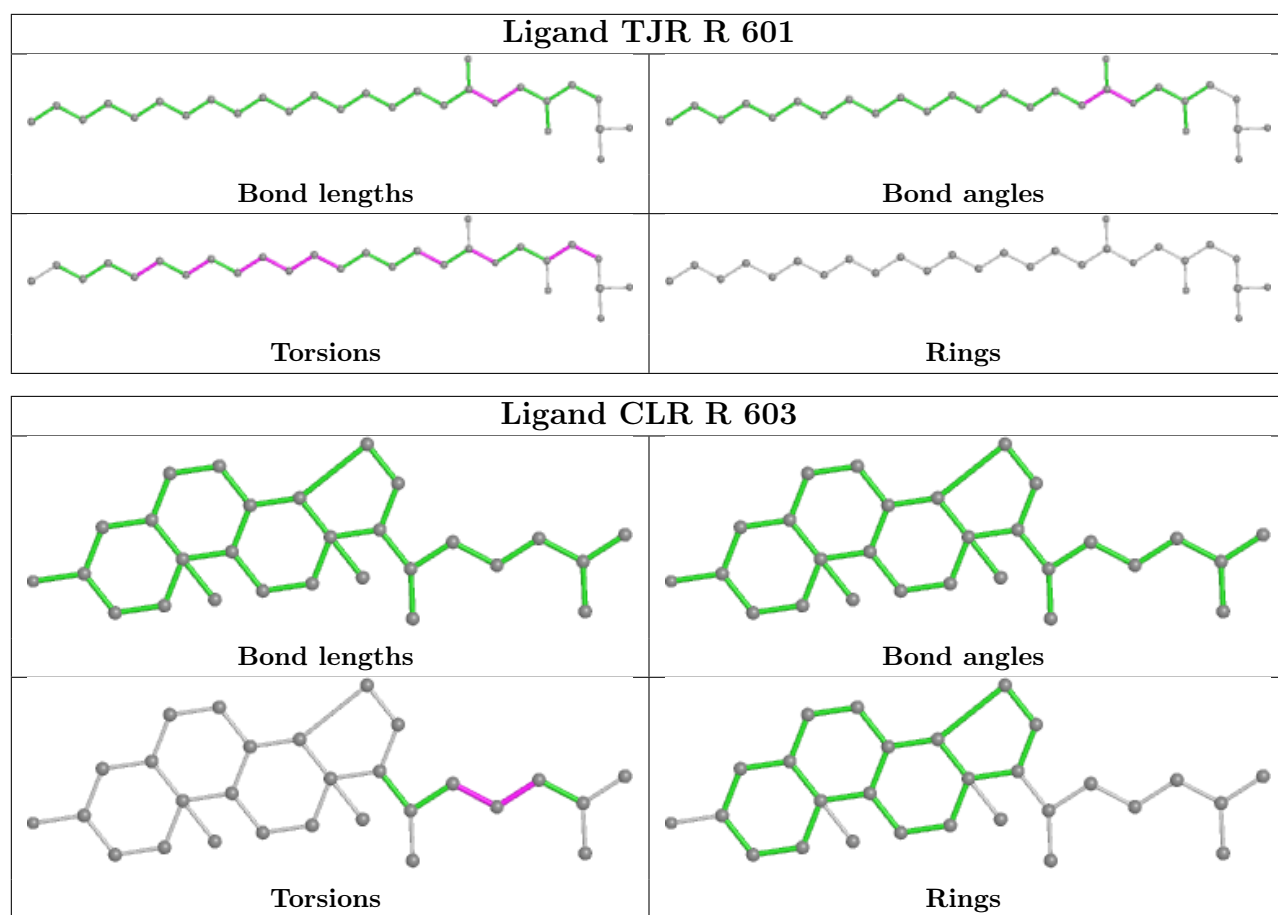 Ligand TJR R 601
Bond lengths
Bond angles
Torsions
Rings
Ligand CLR R 603
Bond lengths
Bond angles
Torsions
Rings